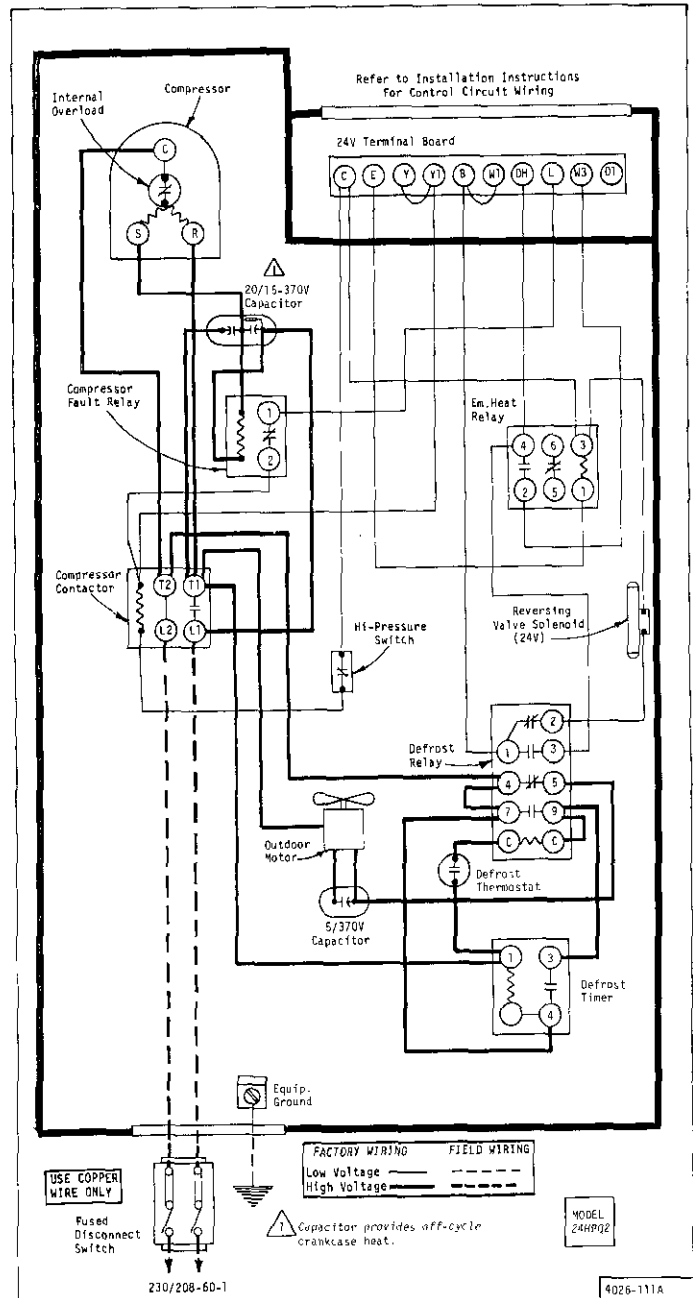 Internal
Overload
Compressor
Refer to Installation Instructions
for Control Circuit Wiring
24V Terminal Board
C E Y Y1 B W1 DH L W3 D1
C
S R
1
20/15-370V
Capacitor
Compressor
Fault Relay
1
2
Em.Heat
Relay
4 6 3
2 5 1
Compressor
Contactor
T2 T1
L2 L1
Hi-Pressure
Switch
Reversing
Valve Solenoid
(24V)
Defrost
Relay
2
1 3
4 5
7 9
C C
Outdoor
Motor
Defrost
Thermostat
5/370V
Capacitor
1 3
4
Defrost
Timer
Equip.
Ground
FACTORY WIRING FIELD WIRING
Low Voltage
High Voltage
USE COPPER
WIRE ONLY
Fused
Disconnect
Switch
1 Capacitor provides off-cycle
crankcase heat.
MODEL
24HPQ2
230/208-60-1
4026-111A